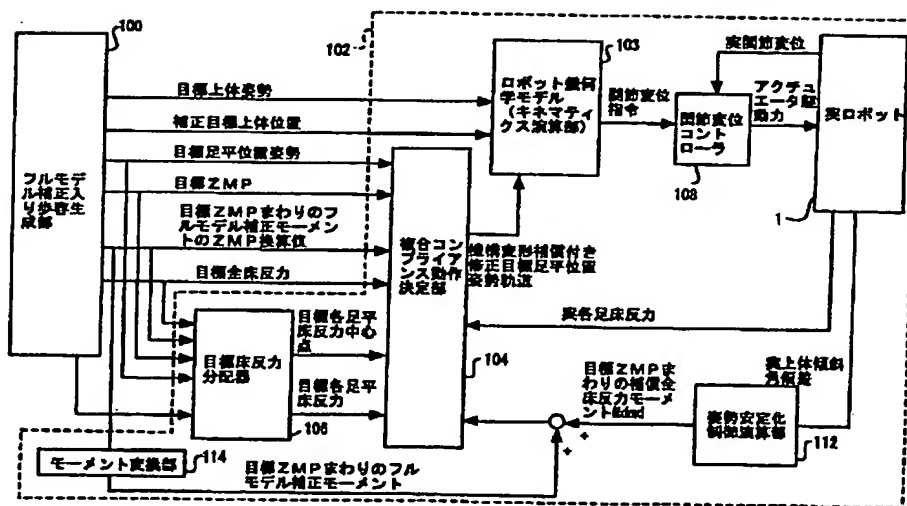 100
フルモデル補正入り歩容生成部
102
目標上体姿勢
補正目標上体位置
目標足平位置姿勢
目標ZMP
目標ZMPまわりのフル
モデル補正モーメン
トのZMP換算値
目標全床反力
103
ロボット幾何
学モデル
(キネマティ
クス演算部)
関節変位
指令
実関節変位
関節変位
コント
ローラ
108
アクチュ
エータ駆
動力
実ロボット
1
複合コン
プライア
ンス動作
決定部
104
機構変形補償付き
修正目標足平位置
姿勢軌道
実各足床反力
目標床反力
分配器
106
目標各足平
床反力中心
点
目標各足平
床反力
目標ZMPま
わりの補償全
床反力モーメ
ントMdmd
実上体傾斜
角偏差
姿勢安定化
制御演算部
112
+
+
モーメント変換部
114
目標ZMPまわりのフル
モデル補正モーメント